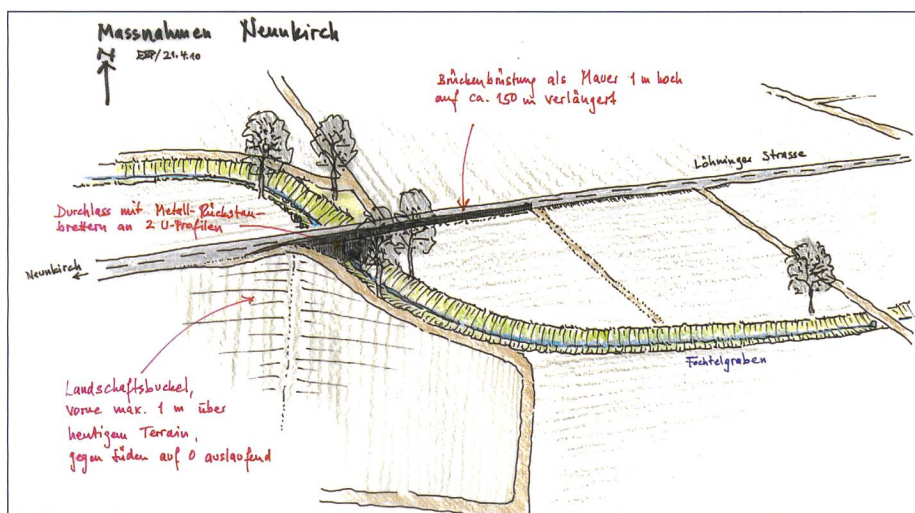 Massnahmen Neunkirch
N
/21.4.10
Brückenbrüstung als Mauer 1 m hoch
auf ca. 150 m verlängert
Löhninger Strasse
Durchlass mit Metall-Rückstau-
brettern an 2 U-Profilen
Neunkirch
Landschaftsbuckel,
vorne max. 1 m über
heutigem Terrain,
gegen Süden auf 0 auslaufend
Fochtelgraben